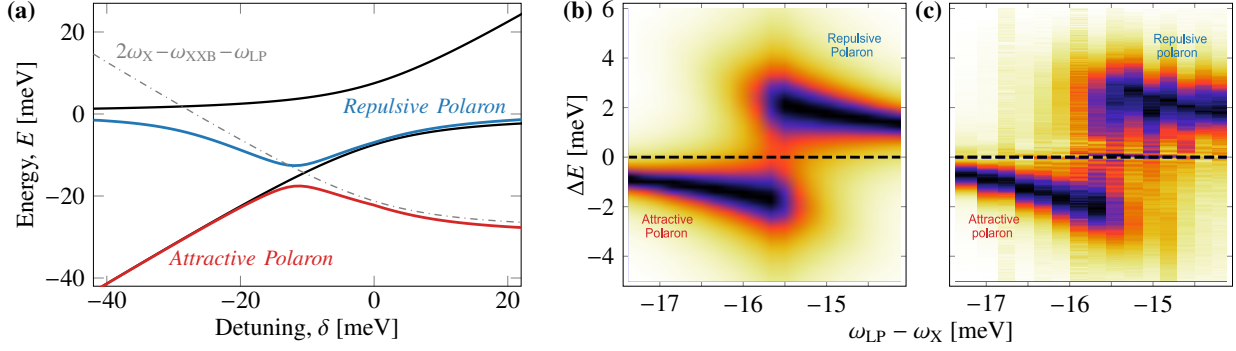 (a)
20
0
−20
−40
Energy, E [meV]
2ωX−ωXXB−ωLP
Repulsive Polaron
Attractive Polaron
−40
−20
0
20
Detuning, δ [meV]
(b)
6
4
2
0
−2
−4
ΔE [meV]
Repulsive
Polaron
Attractive
Polaron
−17
−16
−15
(c)
Repulsive
polaron
Attractive
polaron
−17
−16
−15
ωLP − ωX [meV]